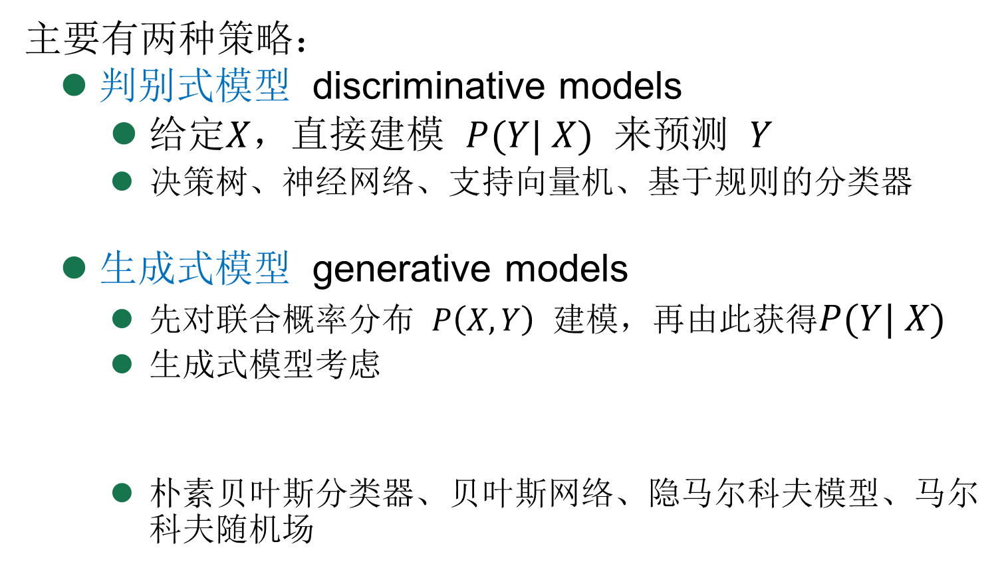 主要有两种策略：
● 判别式模型 discriminative models
● 给定X，直接建模 P(Y| X) 来预测 Y
● 决策树、神经网络、支持向量机、基于规则的分类器
● 生成式模型 generative models
● 先对联合概率分布 P(X,Y) 建模，再由此获得P(Y| X)
● 生成式模型考虑
● 朴素贝叶斯分类器、贝叶斯网络、隐马尔科夫模型、马尔
科夫随机场